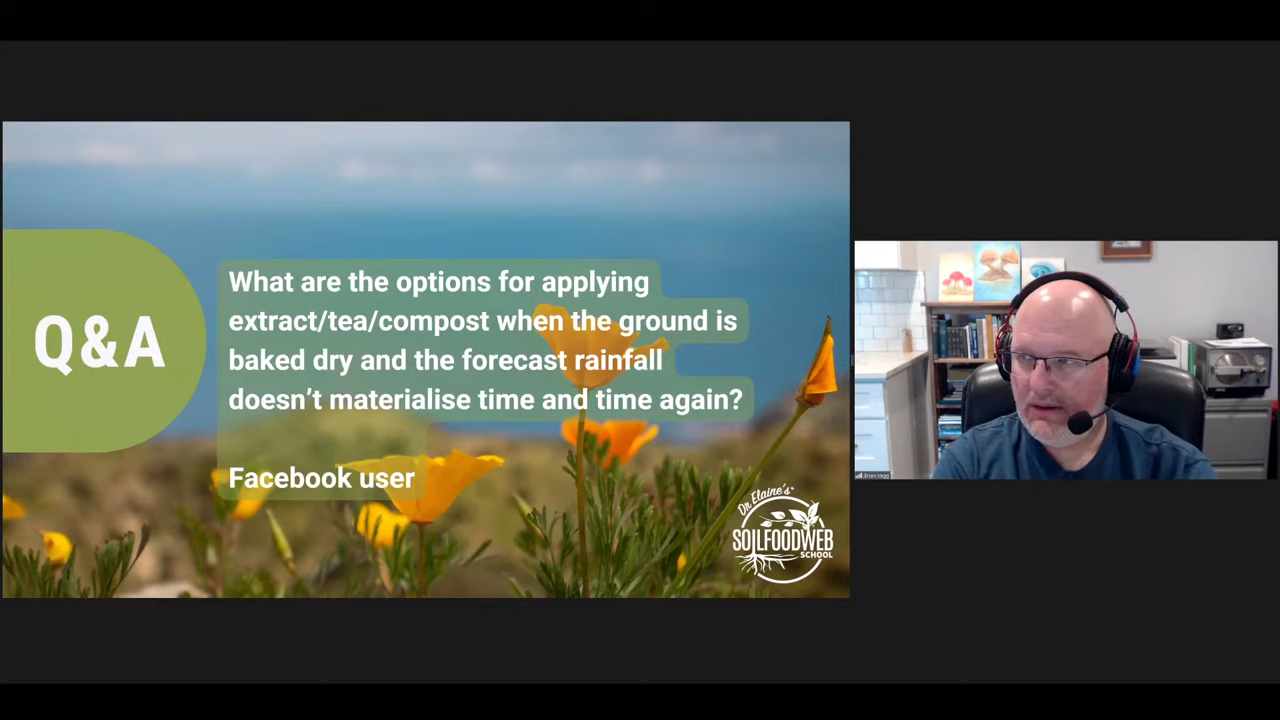 Q&A
What are the options for applying
extract/tea/compost when the ground is
baked dry and the forecast rainfall
doesn't materialise time and time again?
Facebook user
Dr. Elaine's
SOILFOODWEB
SCHOOL